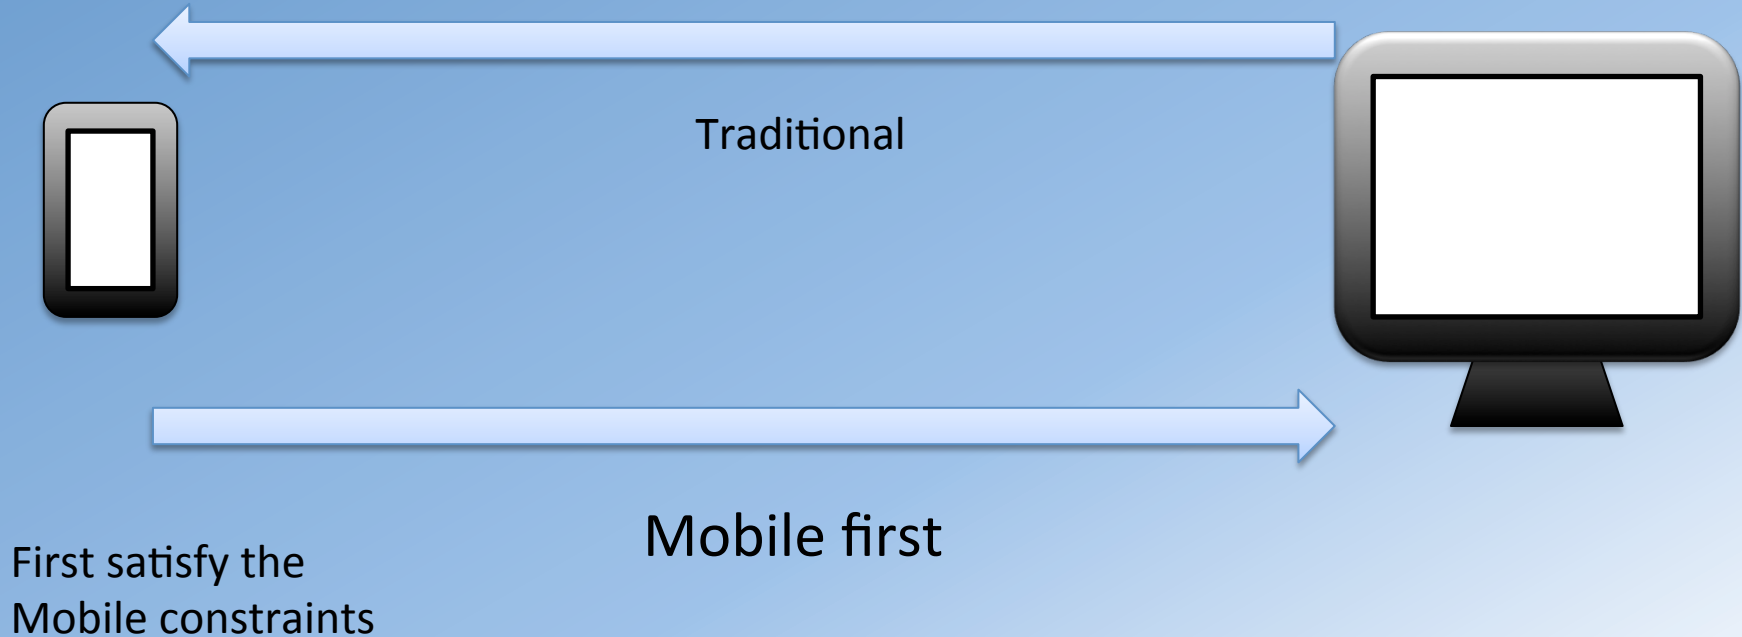 Traditional
Mobile first
First satisfy the
Mobile constraints